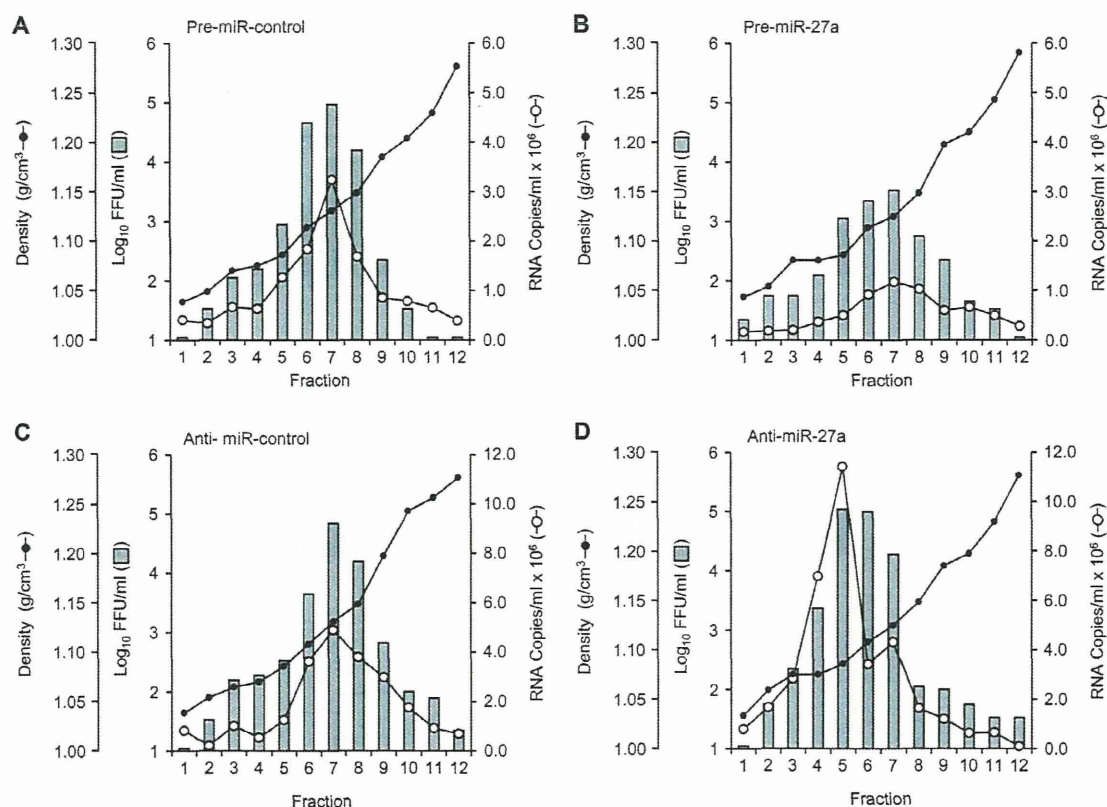 A
Pre-miR-control
1.30
1.25
1.20
1.15
1.10
1.05
1.00
Density (g/cm³-●-)
6
5
4
3
2
1
Log₁₀ FFU/ml ( )
6.0
5.0
4.0
3.0
2.0
1.0
0.0
RNA Copies/ml x 10⁶ (-O-)
1 2 3 4 5 6 7 8 9 10 11 12
Fraction
B
Pre-miR-27a
1.30
1.25
1.20
1.15
1.10
1.05
1.00
Density (g/cm³-●-)
6
5
4
3
2
1
Log₁₀ FFU/ml ( )
6.0
5.0
4.0
3.0
2.0
1.0
0.0
RNA Copies/ml x 10⁶ (-O-)
1 2 3 4 5 6 7 8 9 10 11 12
Fraction
C
Anti- miR-control
1.30
1.25
1.20
1.15
1.10
1.05
1.00
Density (g/cm³-●-)
6
5
4
3
2
1
Log₁₀ FFU/ml ( )
12.0
10.0
8.0
6.0
4.0
2.0
0.0
RNA Copies/ml x 10⁶ (-O-)
1 2 3 4 5 6 7 8 9 10 11 12
Fraction
D
Anti-miR-27a
1.30
1.25
1.20
1.15
1.10
1.05
1.00
Density (g/cm³-●-)
6
5
4
3
2
1
Log₁₀ FFU/ml ( )
12.0
10.0
8.0
6.0
4.0
2.0
0.0
RNA Copies/ml x 10⁶ (-O-)
1 2 3 4 5 6 7 8 9 10 11 12
Fraction